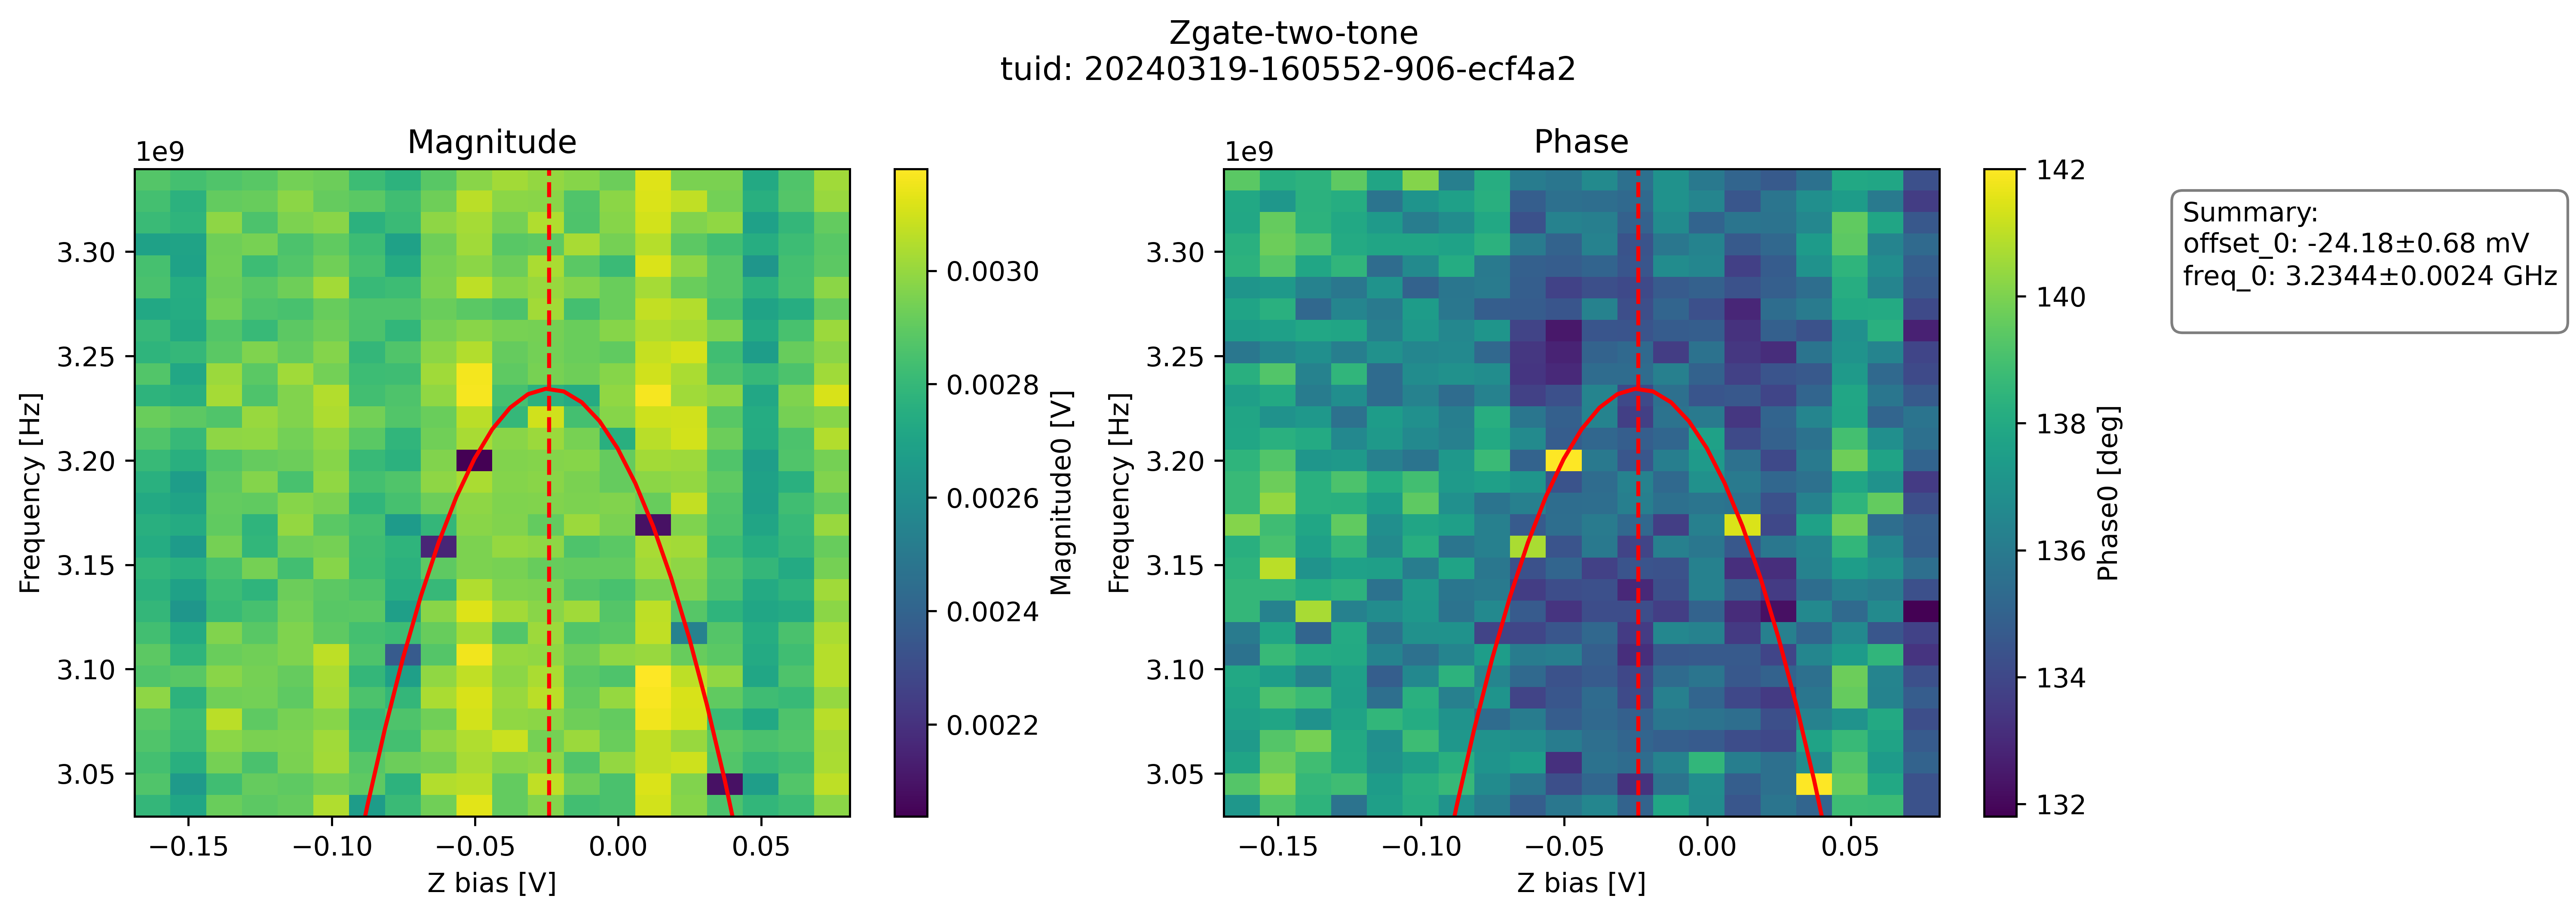 Zgate-two-tone
tuid: 20240319-160552-906-ecf4a2
Magnitude
1e9
3.30
3.25
3.20
3.15
3.10
3.05
Frequency [Hz]
−0.15
−0.10
−0.05
0.00
0.05
Z bias [V]
0.0030
0.0028
0.0026
0.0024
0.0022
Magnitude0 [V]
Phase
1e9
3.30
3.25
3.20
3.15
3.10
3.05
Frequency [Hz]
−0.15
−0.10
−0.05
0.00
0.05
Z bias [V]
142
140
138
136
134
132
Phase0 [deg]
Summary:
offset_0: -24.18±0.68 mV
freq_0: 3.2344±0.0024 GHz